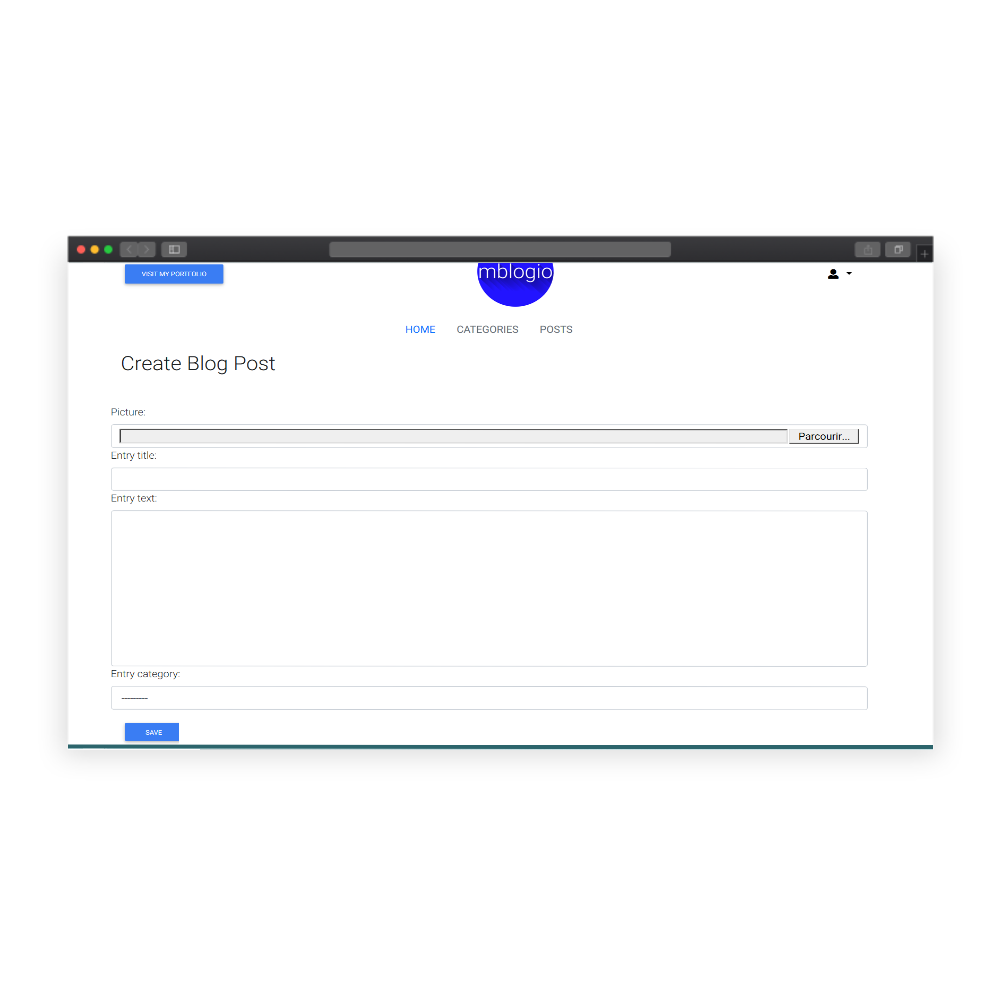 VISIT MY PORTFOLIO
mblogio
HOME CATEGORIES POSTS
Create Blog Post
Picture:
Parcourir...
Entry title:
Entry text:
Entry category:
---------
SAVE